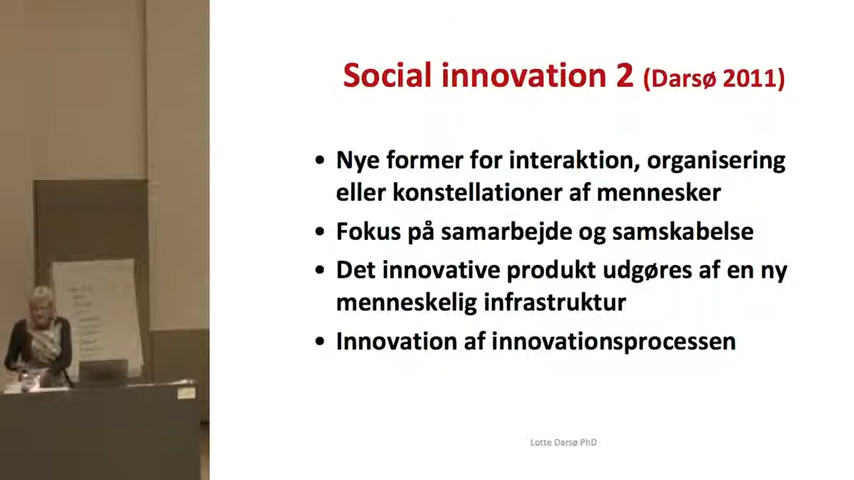 Social innovation 2 (Darsø 2011)
• Nye former for interaktion, organisering
eller konstellationer af mennesker
• Fokus på samarbejde og samskabelse
• Det innovative produkt udgøres af en ny
menneskelig infrastruktur
• Innovation af innovationsprocessen
Lotte Darsø PhD